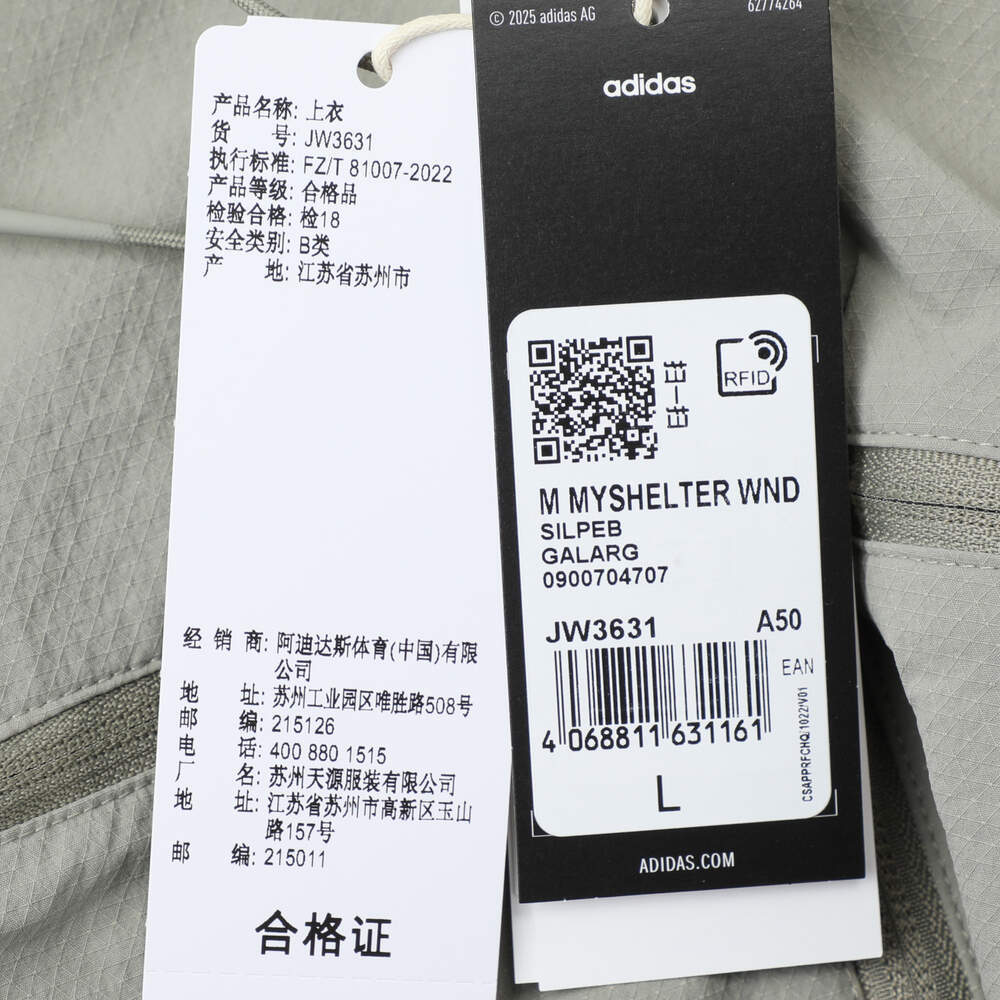 产品名称: 上衣
货 号: JW3631
执行标准: FZ/T 81007-2022
产品等级: 合格品
检验合格: 检18
安全类别: B类
产 地: 江苏省苏州市
经 销 商: 阿迪达斯体育(中国)有限
公司
地 址: 苏州工业园区唯胜路508号
邮 编: 215126
电 话: 400 880 1515
厂 名: 苏州天源服装有限公司
地 址: 江苏省苏州市高新区玉山
路157号
邮 编: 215011
合格证
© 2025 adidas AG
62774264
adidas
扫一扫
RFID
M MYSHELTER WND
SILPEB
GALARG
0900704707
JW3631 A50
EAN
4 068811 631161
L
ADIDAS.COM